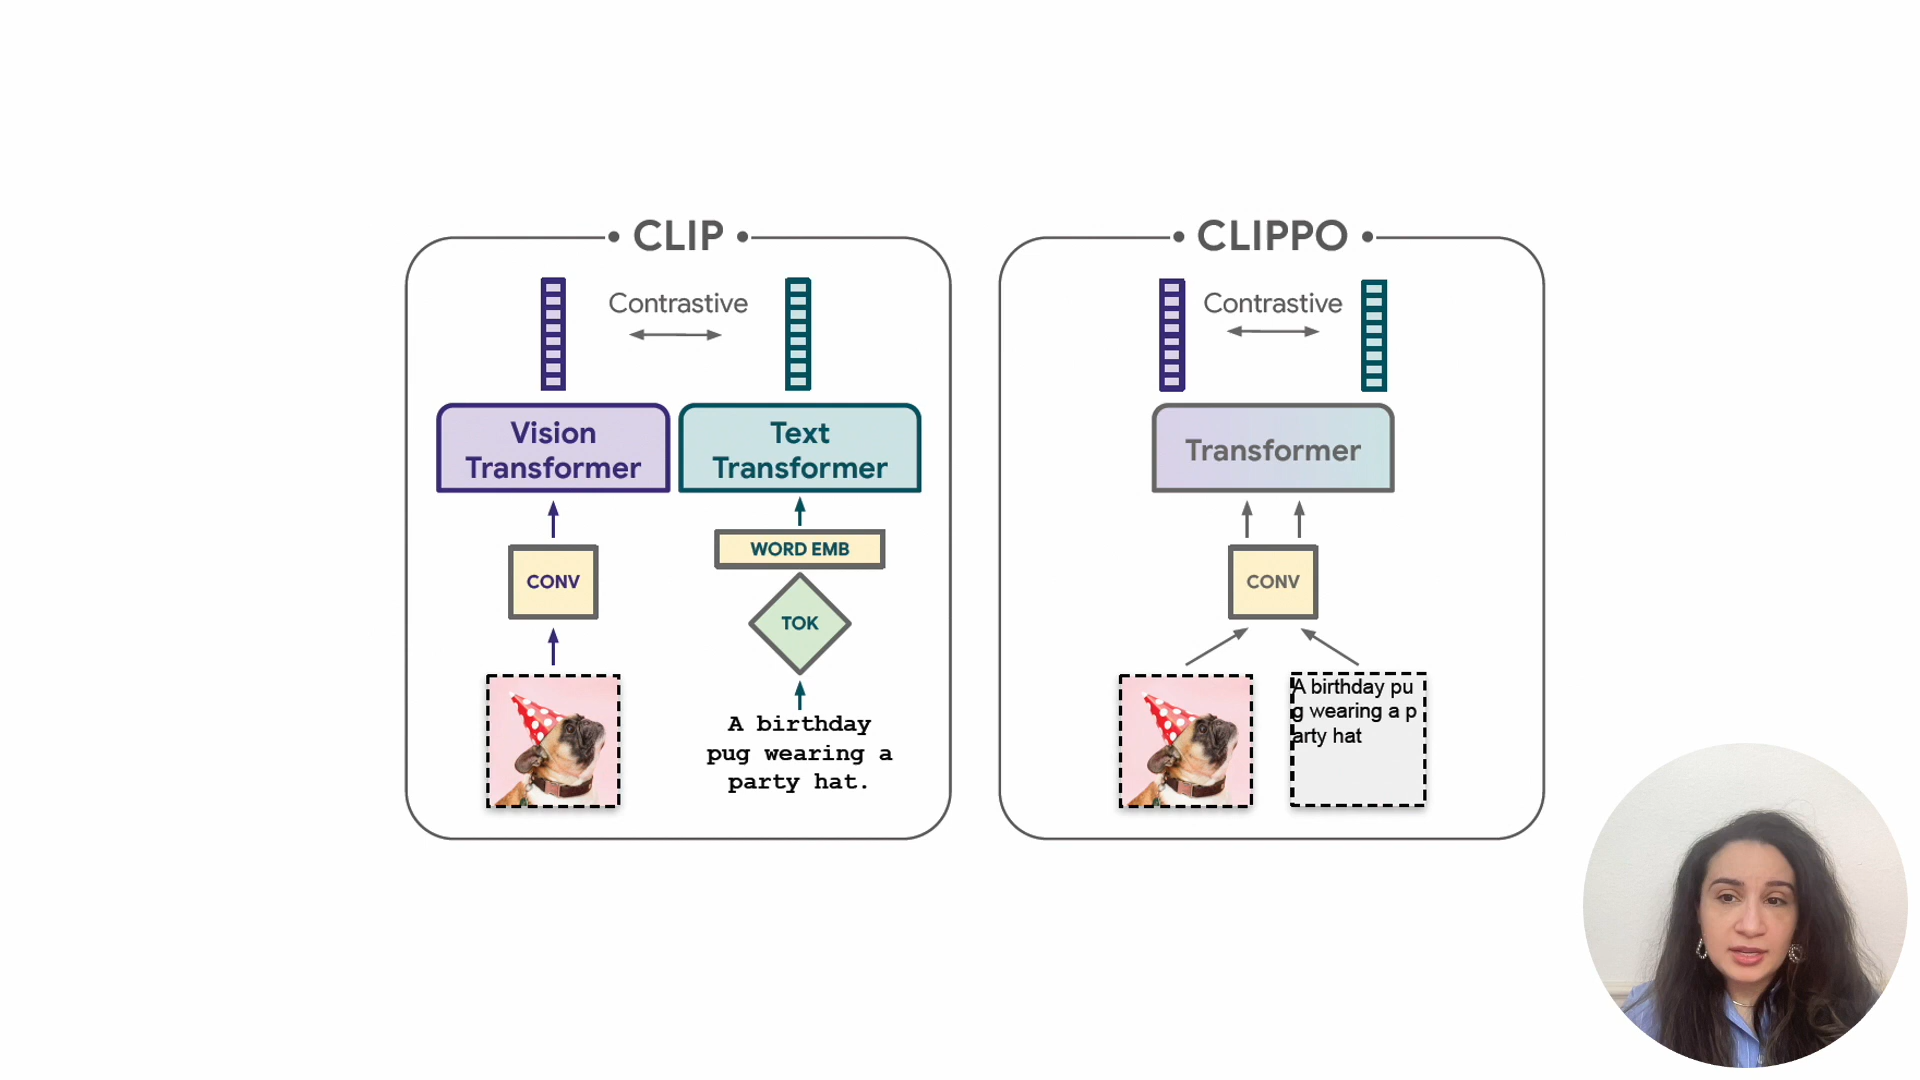 CLIP
Contrastive
Vision
Transformer
Text
Transformer
WORD EMB
CONV
TOK
A birthday
pug wearing a
party hat.
CLIPPO
Contrastive
Transformer
CONV
A birthday pu
g wearing a p
arty hat